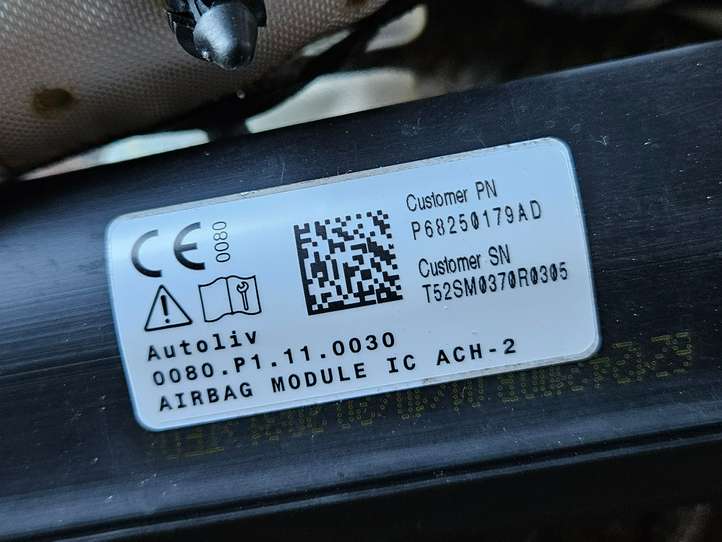 CE 0080
Customer PN
P68250179AD
Customer SN
T52SM0370R0305
Autoliv
0080.P1.11.0030
AIRBAG MODULE IC ACH-2